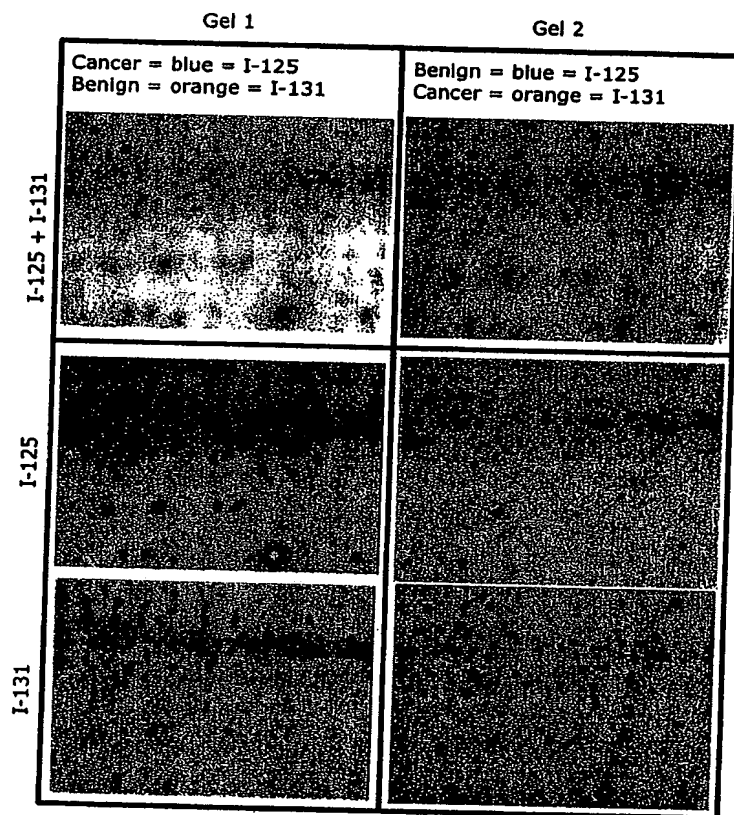 Gel 1
Gel 2
Cancer = blue = I-125
Benign = orange = I-131
Benign = blue = I-125
Cancer = orange = I-131
I-125 + I-131
I-125
I-131